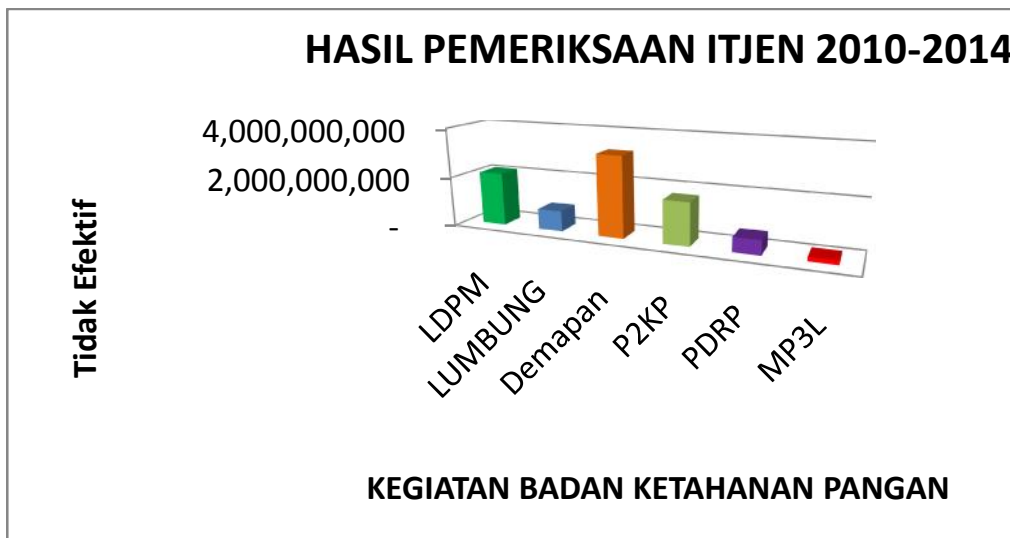 HASIL PEMERIKSAAN ITJEN 2010-2014
4,000,000,000
2,000,000,000
-
Tidak Efektif
LDPM
LUMBUNG
Demapan
P2KP
PDRP
MP3L
KEGIATAN BADAN KETAHANAN PANGAN